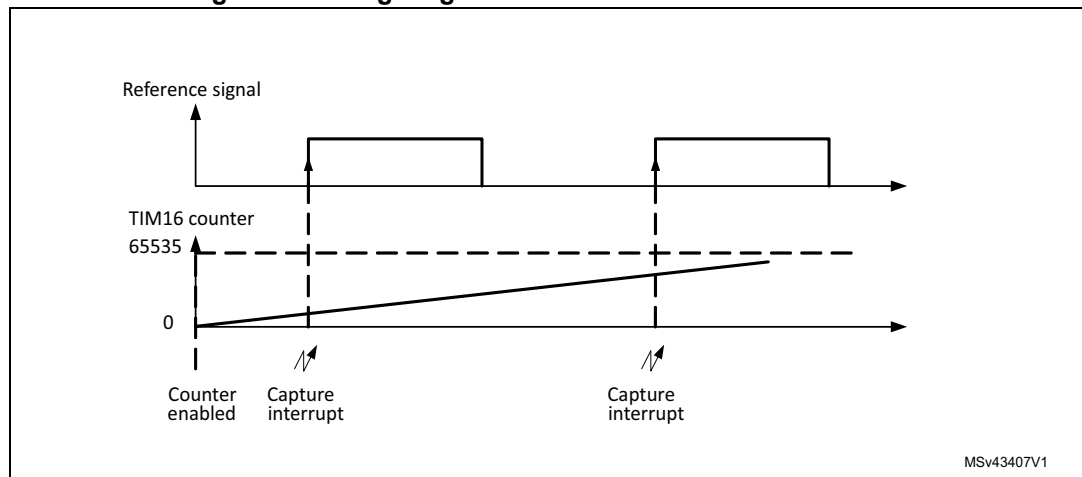 Reference signal
TIM16 counter
65535
0
Counter enabled
Capture interrupt
Capture interrupt
MSv43407V1